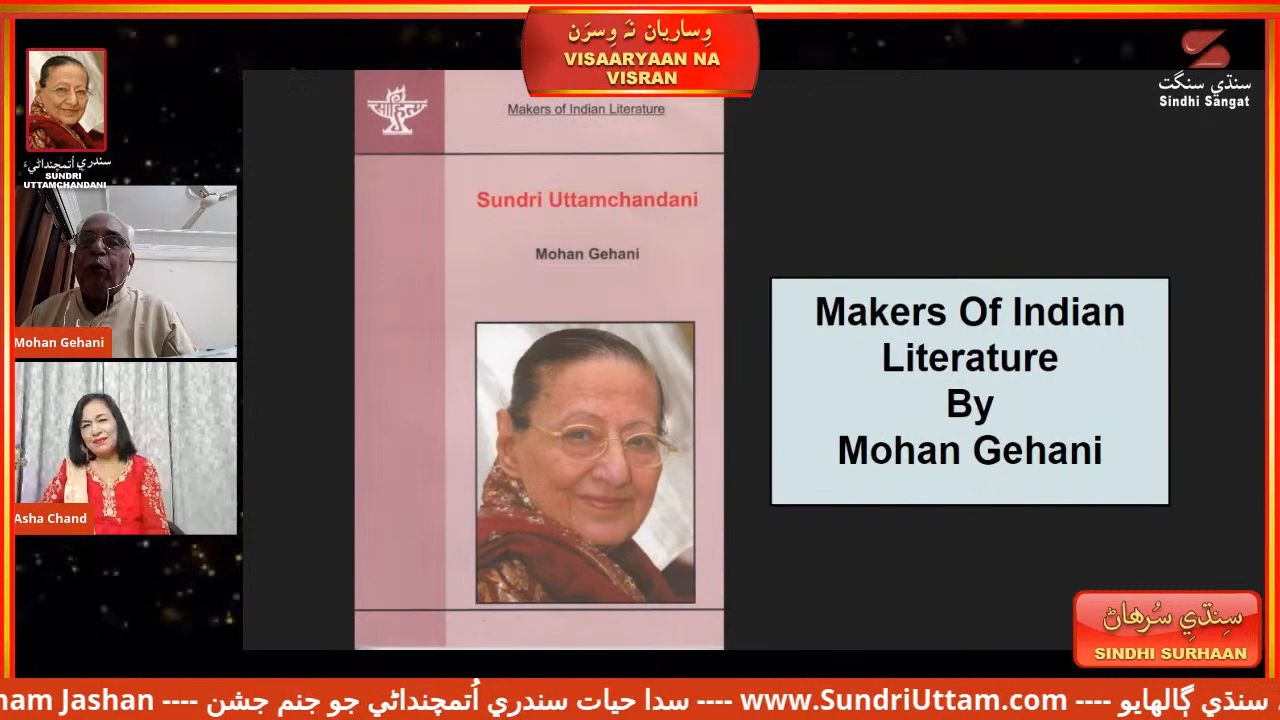 وِساريان نہَ وِسرَن
VISAARYAAN NA
VISRAN
سنڌي سنگت
Sindhi Sangat
سندري اُتمچنداڻيءَ
SUNDRI
UTTAMCHANDANI
Mohan Gehani
Asha Chand
साहित्य
Makers of Indian Literature
Sundri Uttamchandani
Mohan Gehani
Makers Of Indian
Literature
By
Mohan Gehani
سِنڌيِ سُرهاڻ
SINDHI SURHAAN
nam Jashan ---- سدا حيات سندري اُتمچنداڻي جو جنم جشن ---- www.SundriUttam.com ---- سنڌي ڳالهايو